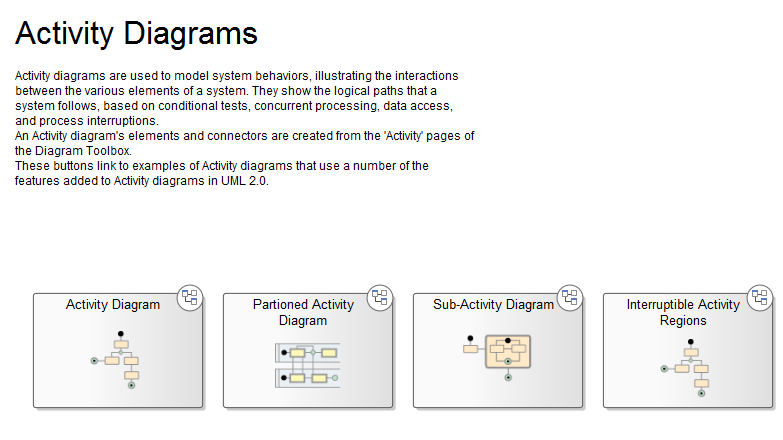 Activity Diagrams
Activity diagrams are used to model system behaviors, illustrating the interactions
between the various elements of a system. They show the logical paths that a
system follows, based on conditional tests, concurrent processing, data access,
and process interruptions.
An Activity diagram's elements and connectors are created from the 'Activity' pages of
the Diagram Toolbox.
These buttons link to examples of Activity diagrams that use a number of the
features added to Activity diagrams in UML 2.0.
Activity Diagram
Partioned Activity
Diagram
Sub-Activity Diagram
Interruptible Activity
Regions